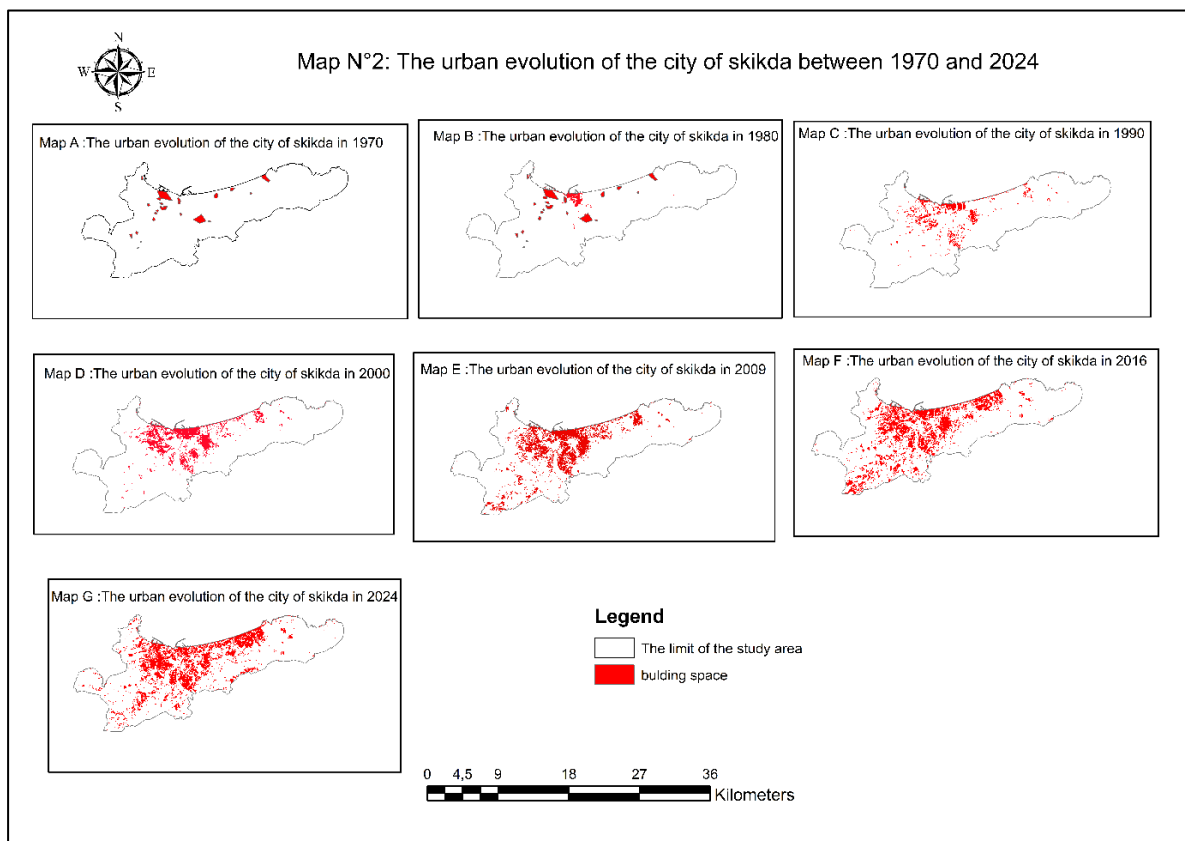 N
W E
S
Map N°2: The urban evolution of the city of skikda between 1970 and 2024
Map A :The urban evolution of the city of skikda in 1970
Map B :The urban evolution of the city of skikda in 1980
Map C :The urban evolution of the city of skikda in 1990
Map D :The urban evolution of the city of skikda in 2000
Map E :The urban evolution of the city of skikda in 2009
Map F :The urban evolution of the city of skikda in 2016
Map G :The urban evolution of the city of skikda in 2024
Legend
The limit of the study area
bulding space
0 4,5 9 18 27 36
Kilometers